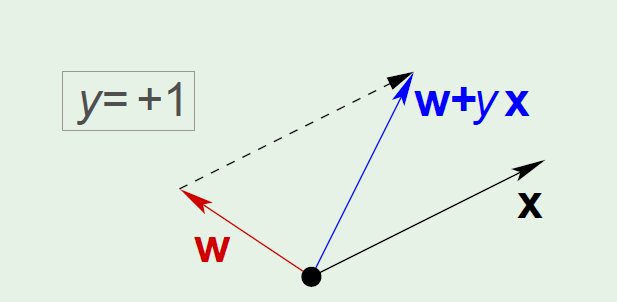 y= +1
w+y x
x
w